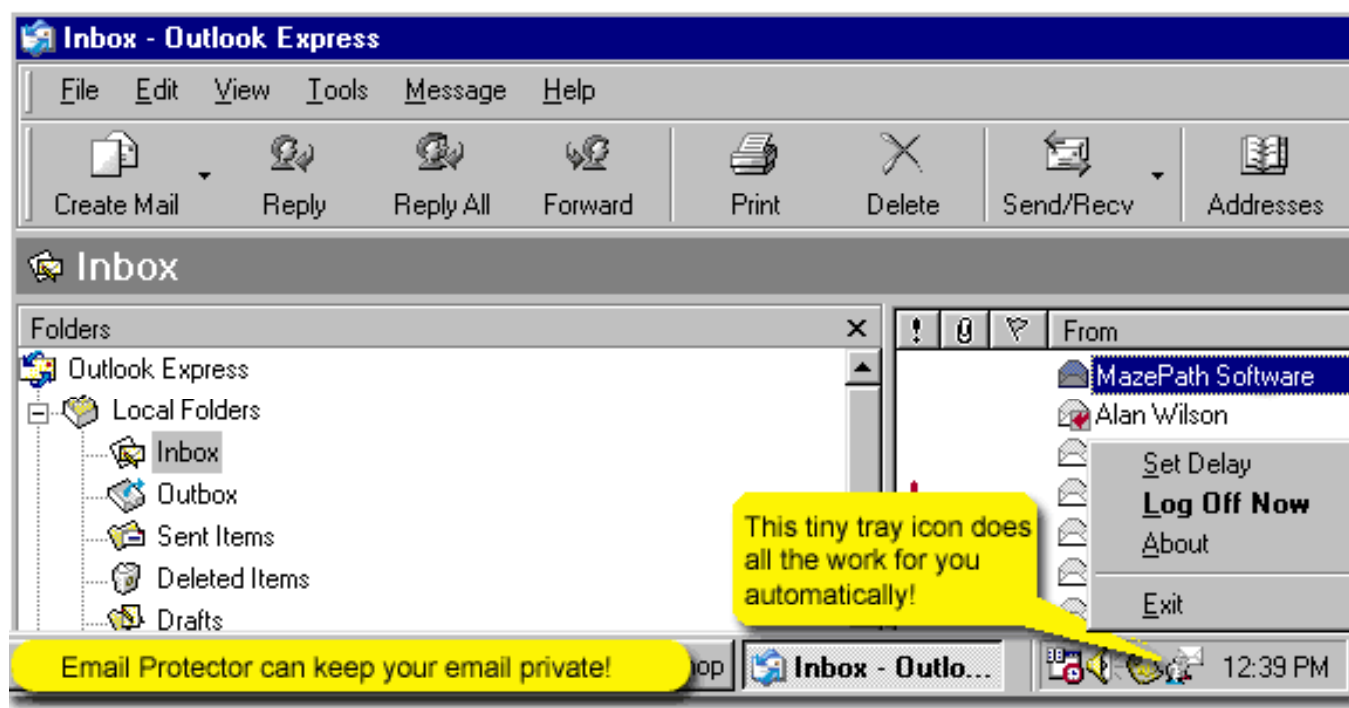 Inbox - Outlook Express
File Edit View Tools Message Help
Create Mail Reply Reply All Forward Print Delete Send/Recv Addresses
Inbox
Folders
! From
Outlook Express
MazePath Software
Local Folders
Alan Wilson
Inbox
Set Delay
Outbox
Log Off Now
Sent Items
About
Deleted Items
Exit
Drafts
This tiny tray icon does
all the work for you
automatically!
Email Protector can keep your email private!
Inbox - Outlo...
12:39 PM